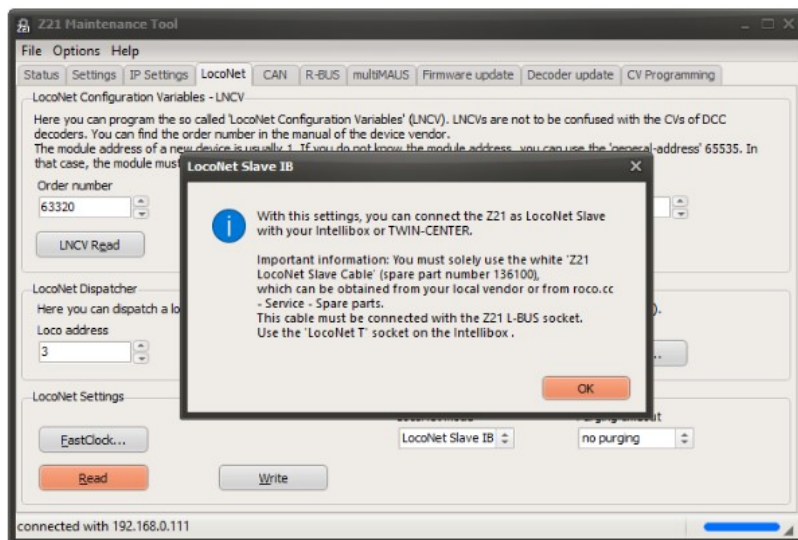 Z21 Maintenance Tool
File Options Help
Status Settings IP Settings LocoNet CAN R-BUS multiMAUS Firmware update Decoder update CV Programming
LocoNet Configuration Variables - LNCV
Here you can program the so called 'LocoNet Configuration Variables' (LNCV). LNCVs are not to be confused with the CVs of DCC
decoders. You can find the order number in the manual of the device vendor.
The module address of a new device is usually 1. If you do not know the module address, you can use the 'general-address' 65535. In
that case, the module must
Order number
63320
LNCV Read
LocoNet Slave IB
With this settings, you can connect the Z21 as LocoNet Slave
with your Intellibox or TWIN-CENTER.
Important information: You must solely use the white 'Z21
LocoNet Slave Cable' (spare part number 136100),
which can be obtained from your local vendor or from roco.cc
- Service - Spare parts.
This cable must be connected with the Z21 L-BUS socket.
Use the 'LocoNet T' socket on the Intellibox .
OK
LocoNet Dispatcher
Here you can dispatch a lo
).
Loco address
3
...
LocoNet Settings
FastClock...
LocoNet Slave IB
no purging
Read
Write
connected with 192.168.0.111